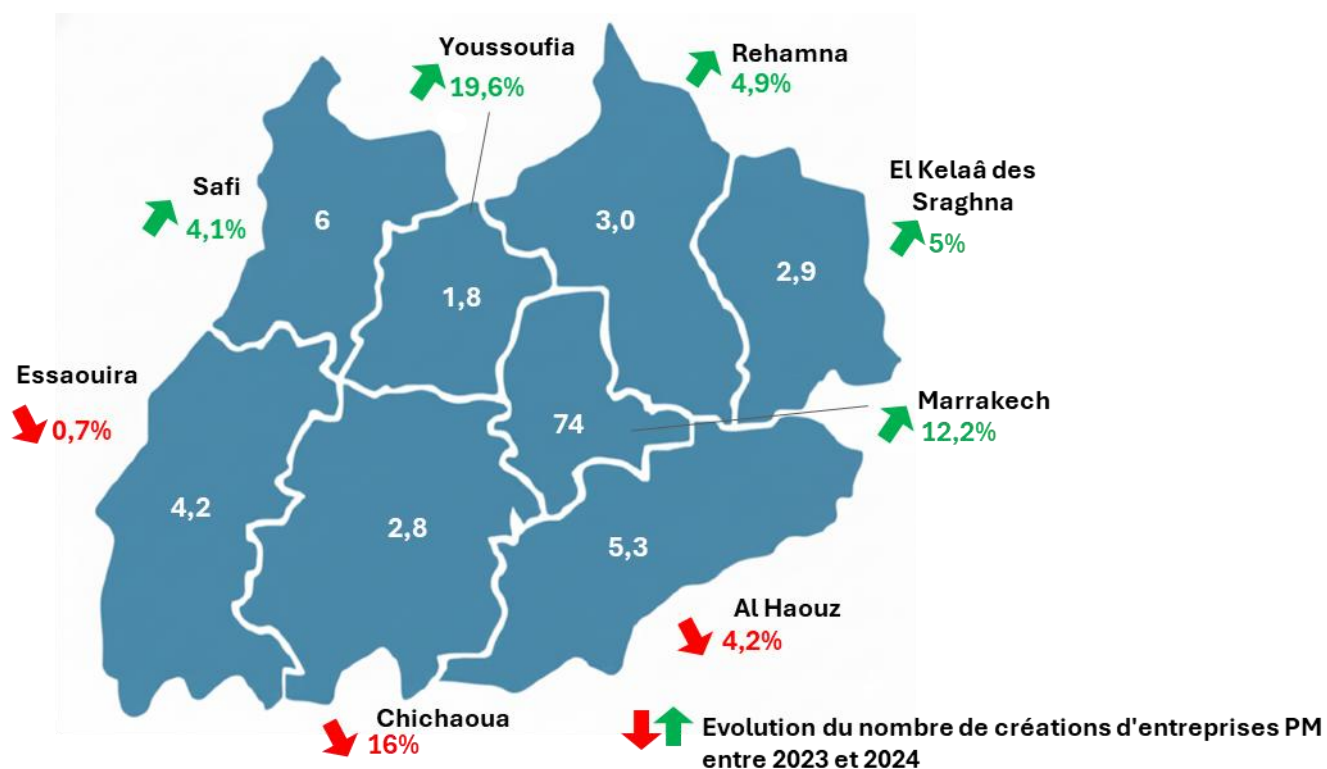 Youssoufia
19,6%
Rehamna
4,9%
Safi
4,1%
El Kelaâ des
Sraghna
5%
6
3,0
2,9
1,8
Essaouira
0,7%
Marrakech
12,2%
74
4,2
2,8
5,3
Al Haouz
4,2%
Chichaoua
16%
Evolution du nombre de créations d'entreprises PM
entre 2023 et 2024